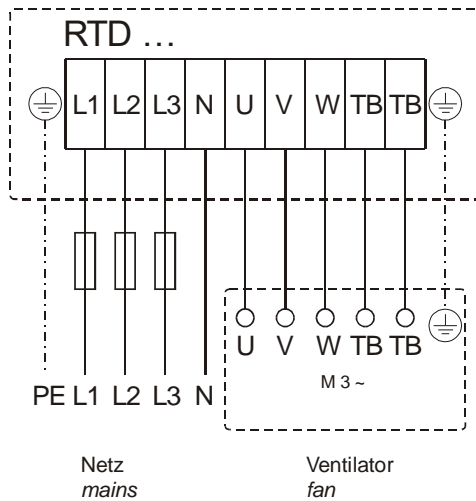 RTD ...
L1 L2 L3 N U V W TB TB
U V W TB TB
M 3 ~
PE L1 L2 L3 N
Netz Ventilator
mains fan